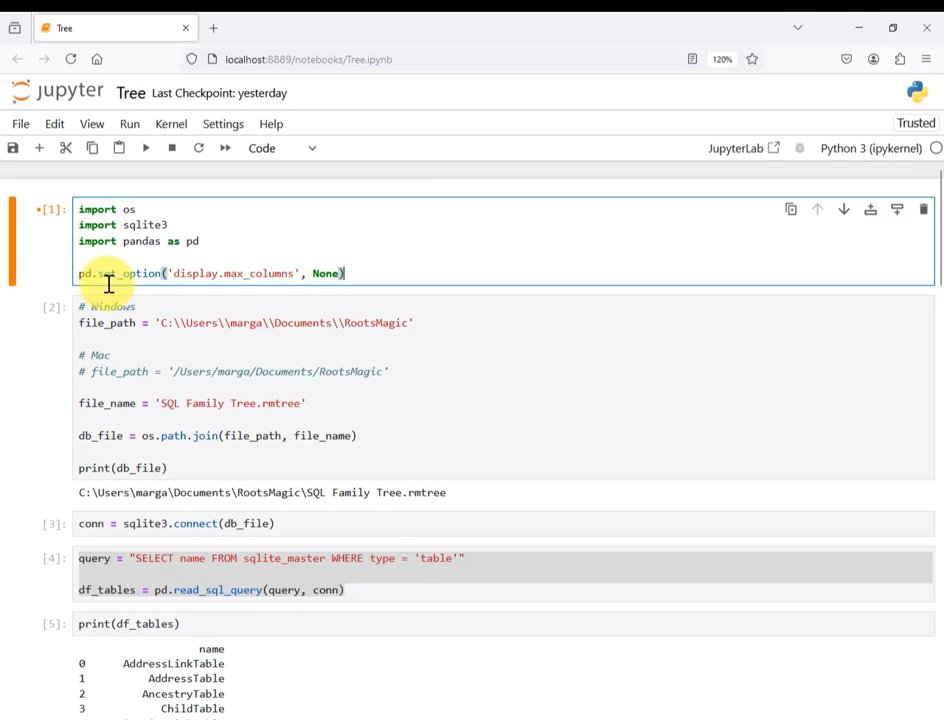 Tree
localhost:8889/notebooks/Tree.ipynb
120%
jupyter Tree Last Checkpoint: yesterday
File Edit View Run Kernel Settings Help
Trusted
Code
JupyterLab
Python 3 (ipykernel)
[1]:
import os
import sqlite3
import pandas as pd
pd.set_option('display.max_columns', None)
[2]:
# Windows
file_path = 'C:\\Users\\marga\\Documents\\RootsMagic'
# Mac
# file_path = '/Users/marga/Documents/RootsMagic'
file_name = 'SQL Family Tree.rmtree'
db_file = os.path.join(file_path, file_name)
print(db_file)
C:\Users\marga\Documents\RootsMagic\SQL Family Tree.rmtree
[3]: conn = sqlite3.connect(db_file)
[4]: query = "SELECT name FROM sqlite_master WHERE type = 'table'"
df_tables = pd.read_sql_query(query, conn)
[5]: print(df_tables)
name
0 AddressLinkTable
1 AddressTable
2 AncestryTable
3 ChildTable